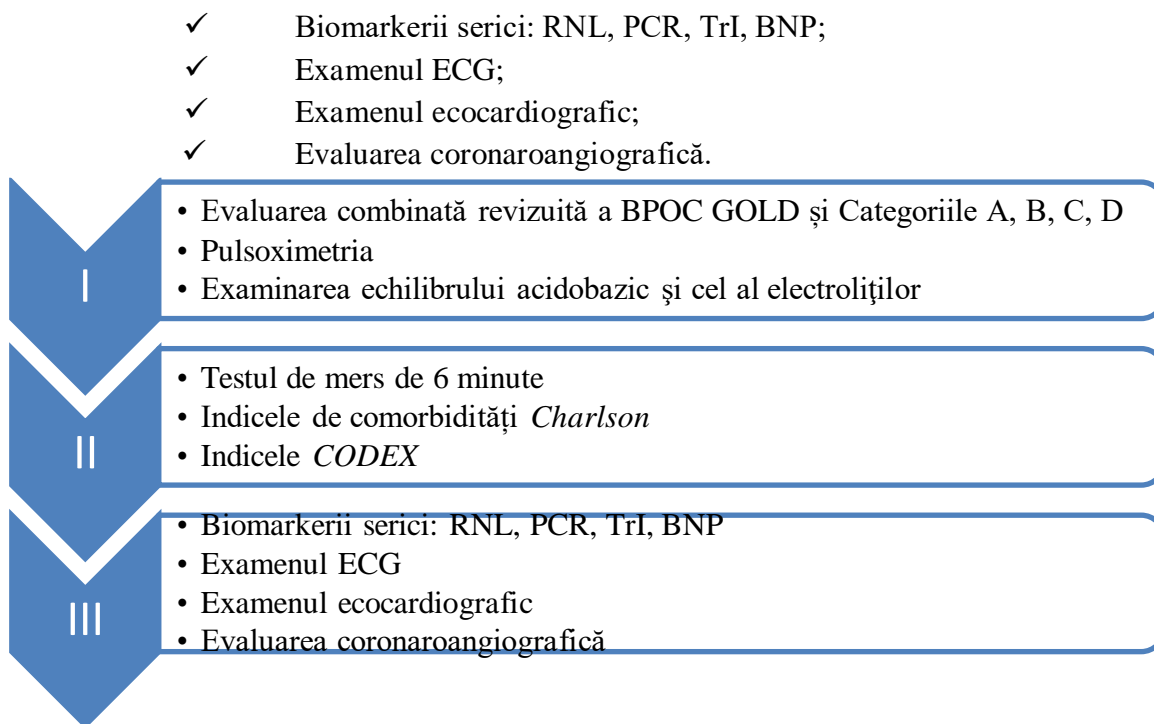 ✓ Biomarkerii serici: RNL, PCR, TrI, BNP;
✓ Examenul ECG;
✓ Examenul ecocardiografic;
✓ Evaluarea coronaroangiografică.
I
• Evaluarea combinată revizuită a BPOC GOLD și Categoriile A, B, C, D
• Pulsoximetria
• Examinarea echilibrului acidobazic şi cel al electroliţilor
II
• Testul de mers de 6 minute
• Indicele de comorbidități Charlson
• Indicele CODEX
III
• Biomarkerii serici: RNL, PCR, TrI, BNP
• Examenul ECG
• Examenul ecocardiografic
• Evaluarea coronaroangiografică